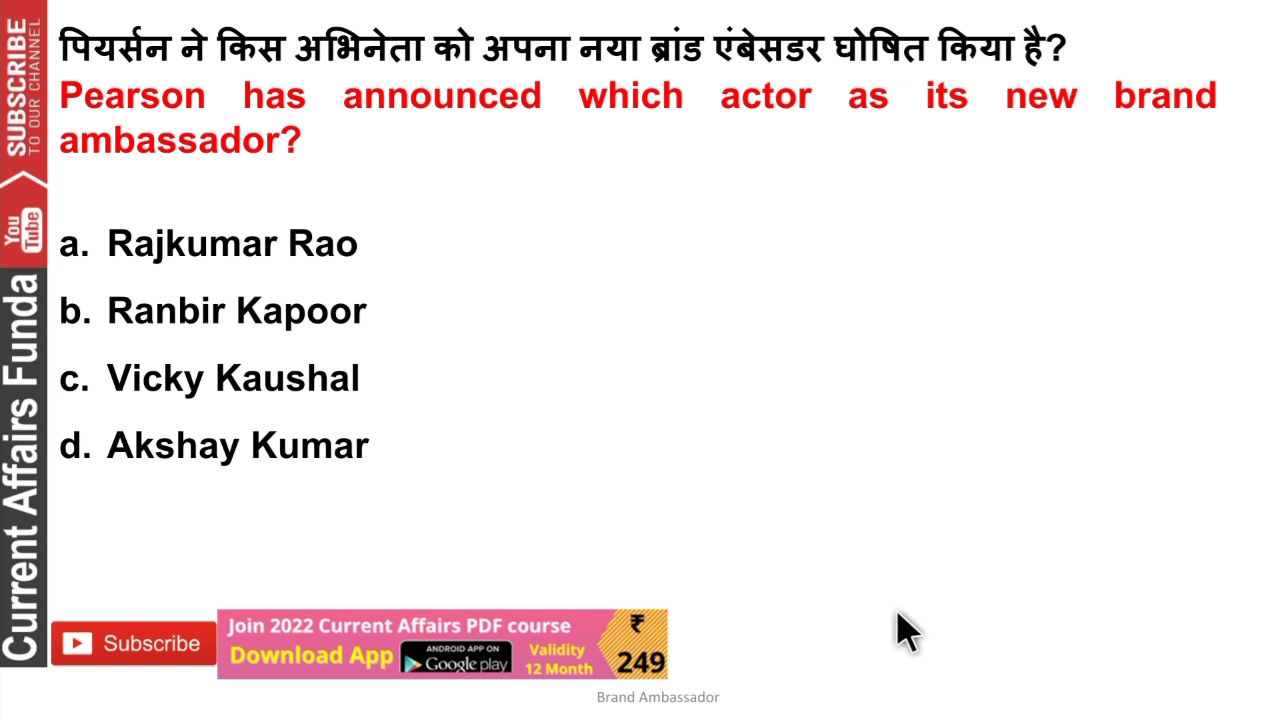 पियर्सन ने किस अभिनेता को अपना नया ब्रांड एंबेसडर घोषित किया है?
Pearson has announced which actor as its new brand
ambassador?
a. Rajkumar Rao
b. Ranbir Kapoor
c. Vicky Kaushal
d. Akshay Kumar
SUBSCRIBE
TO OUR CHANNEL
You
Tube
Current Affairs Funda
Subscribe
Join 2022 Current Affairs PDF course
Download App
ANDROID APP ON
Google play
Validity
12 Month
₹
249
Brand Ambassador